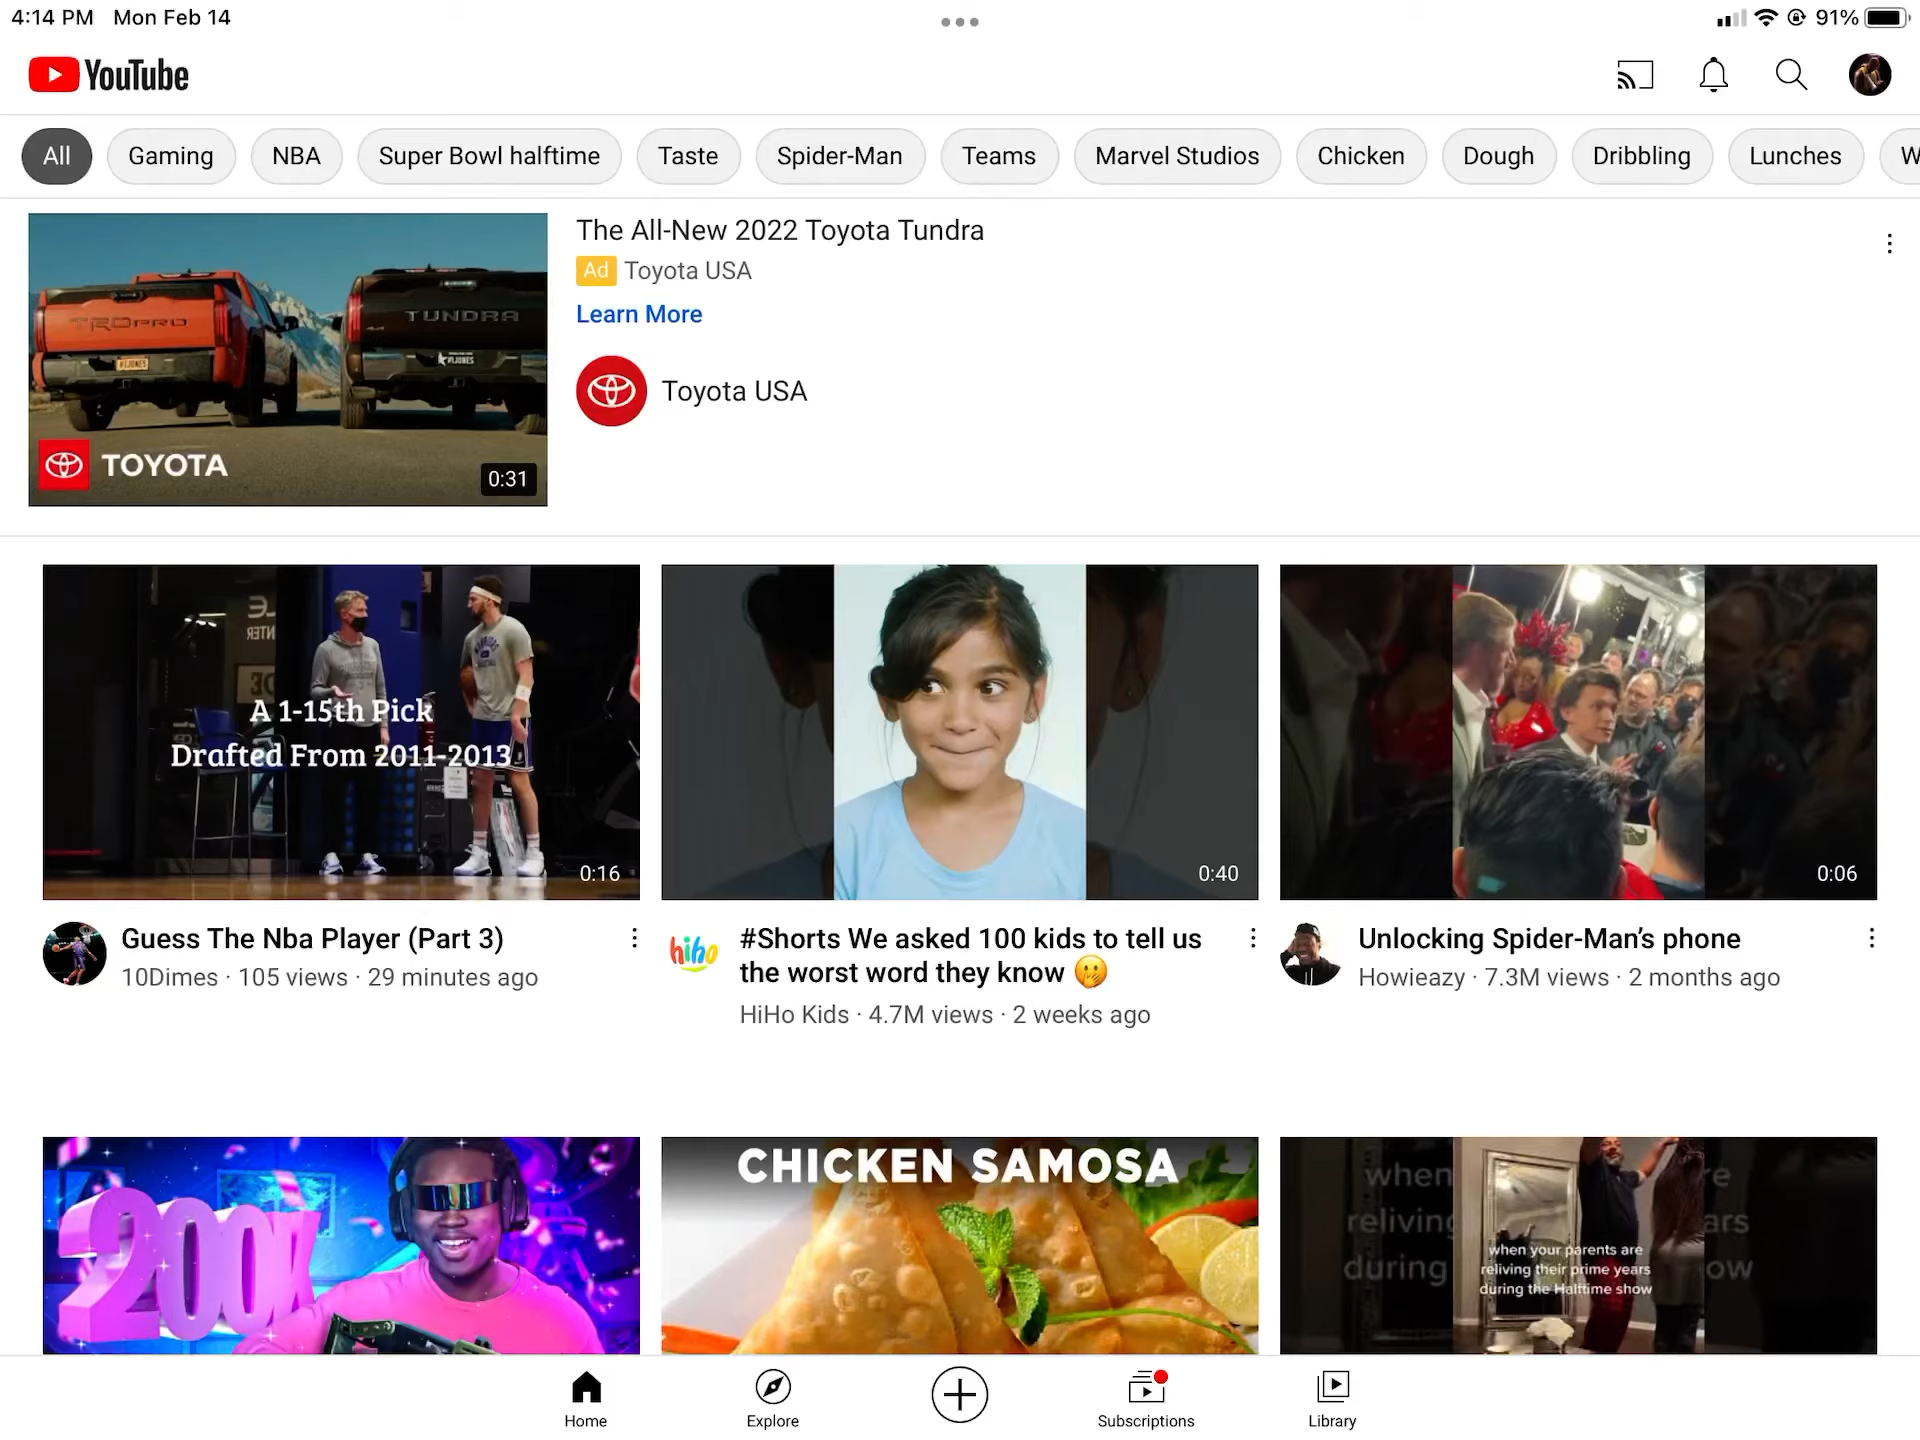 4:14 PM Mon Feb 14
91%
YouTube
All
Gaming
NBA
Super Bowl halftime
Taste
Spider-Man
Teams
Marvel Studios
Chicken
Dough
Dribbling
Lunches
W
TRD PRO
TUNDRA
TOYOTA
0:31
The All-New 2022 Toyota Tundra
Ad Toyota USA
Learn More
Toyota USA
A 1-15th Pick
Drafted From 2011-2013
0:16
Guess The Nba Player (Part 3)
10Dimes · 105 views · 29 minutes ago
0:40
hiho
#Shorts We asked 100 kids to tell us
the worst word they know 🤭
HiHo Kids · 4.7M views · 2 weeks ago
0:06
Unlocking Spider-Man’s phone
Howieazy · 7.3M views · 2 months ago
200K
CHICKEN SAMOSA
when your parents are
reliving their prime years
during the Halftime show
Home
Explore
Subscriptions
Library